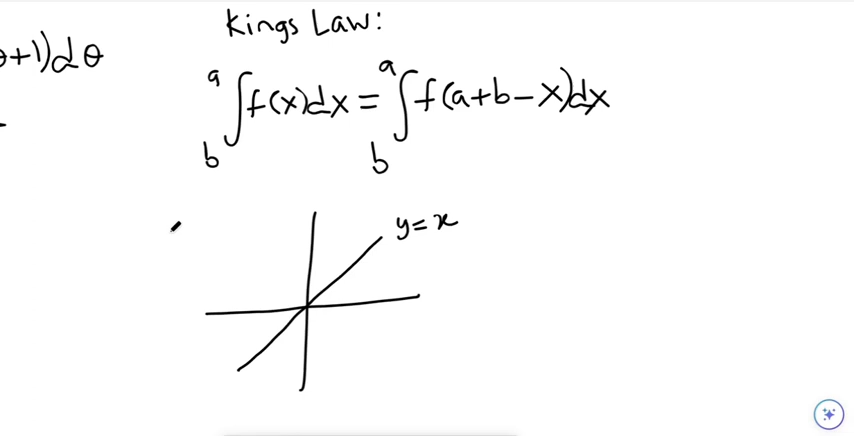 Kings Law:
θ+1)dθ
a∫b f(x)dx = a∫b f(a+b-x)dx
y=x